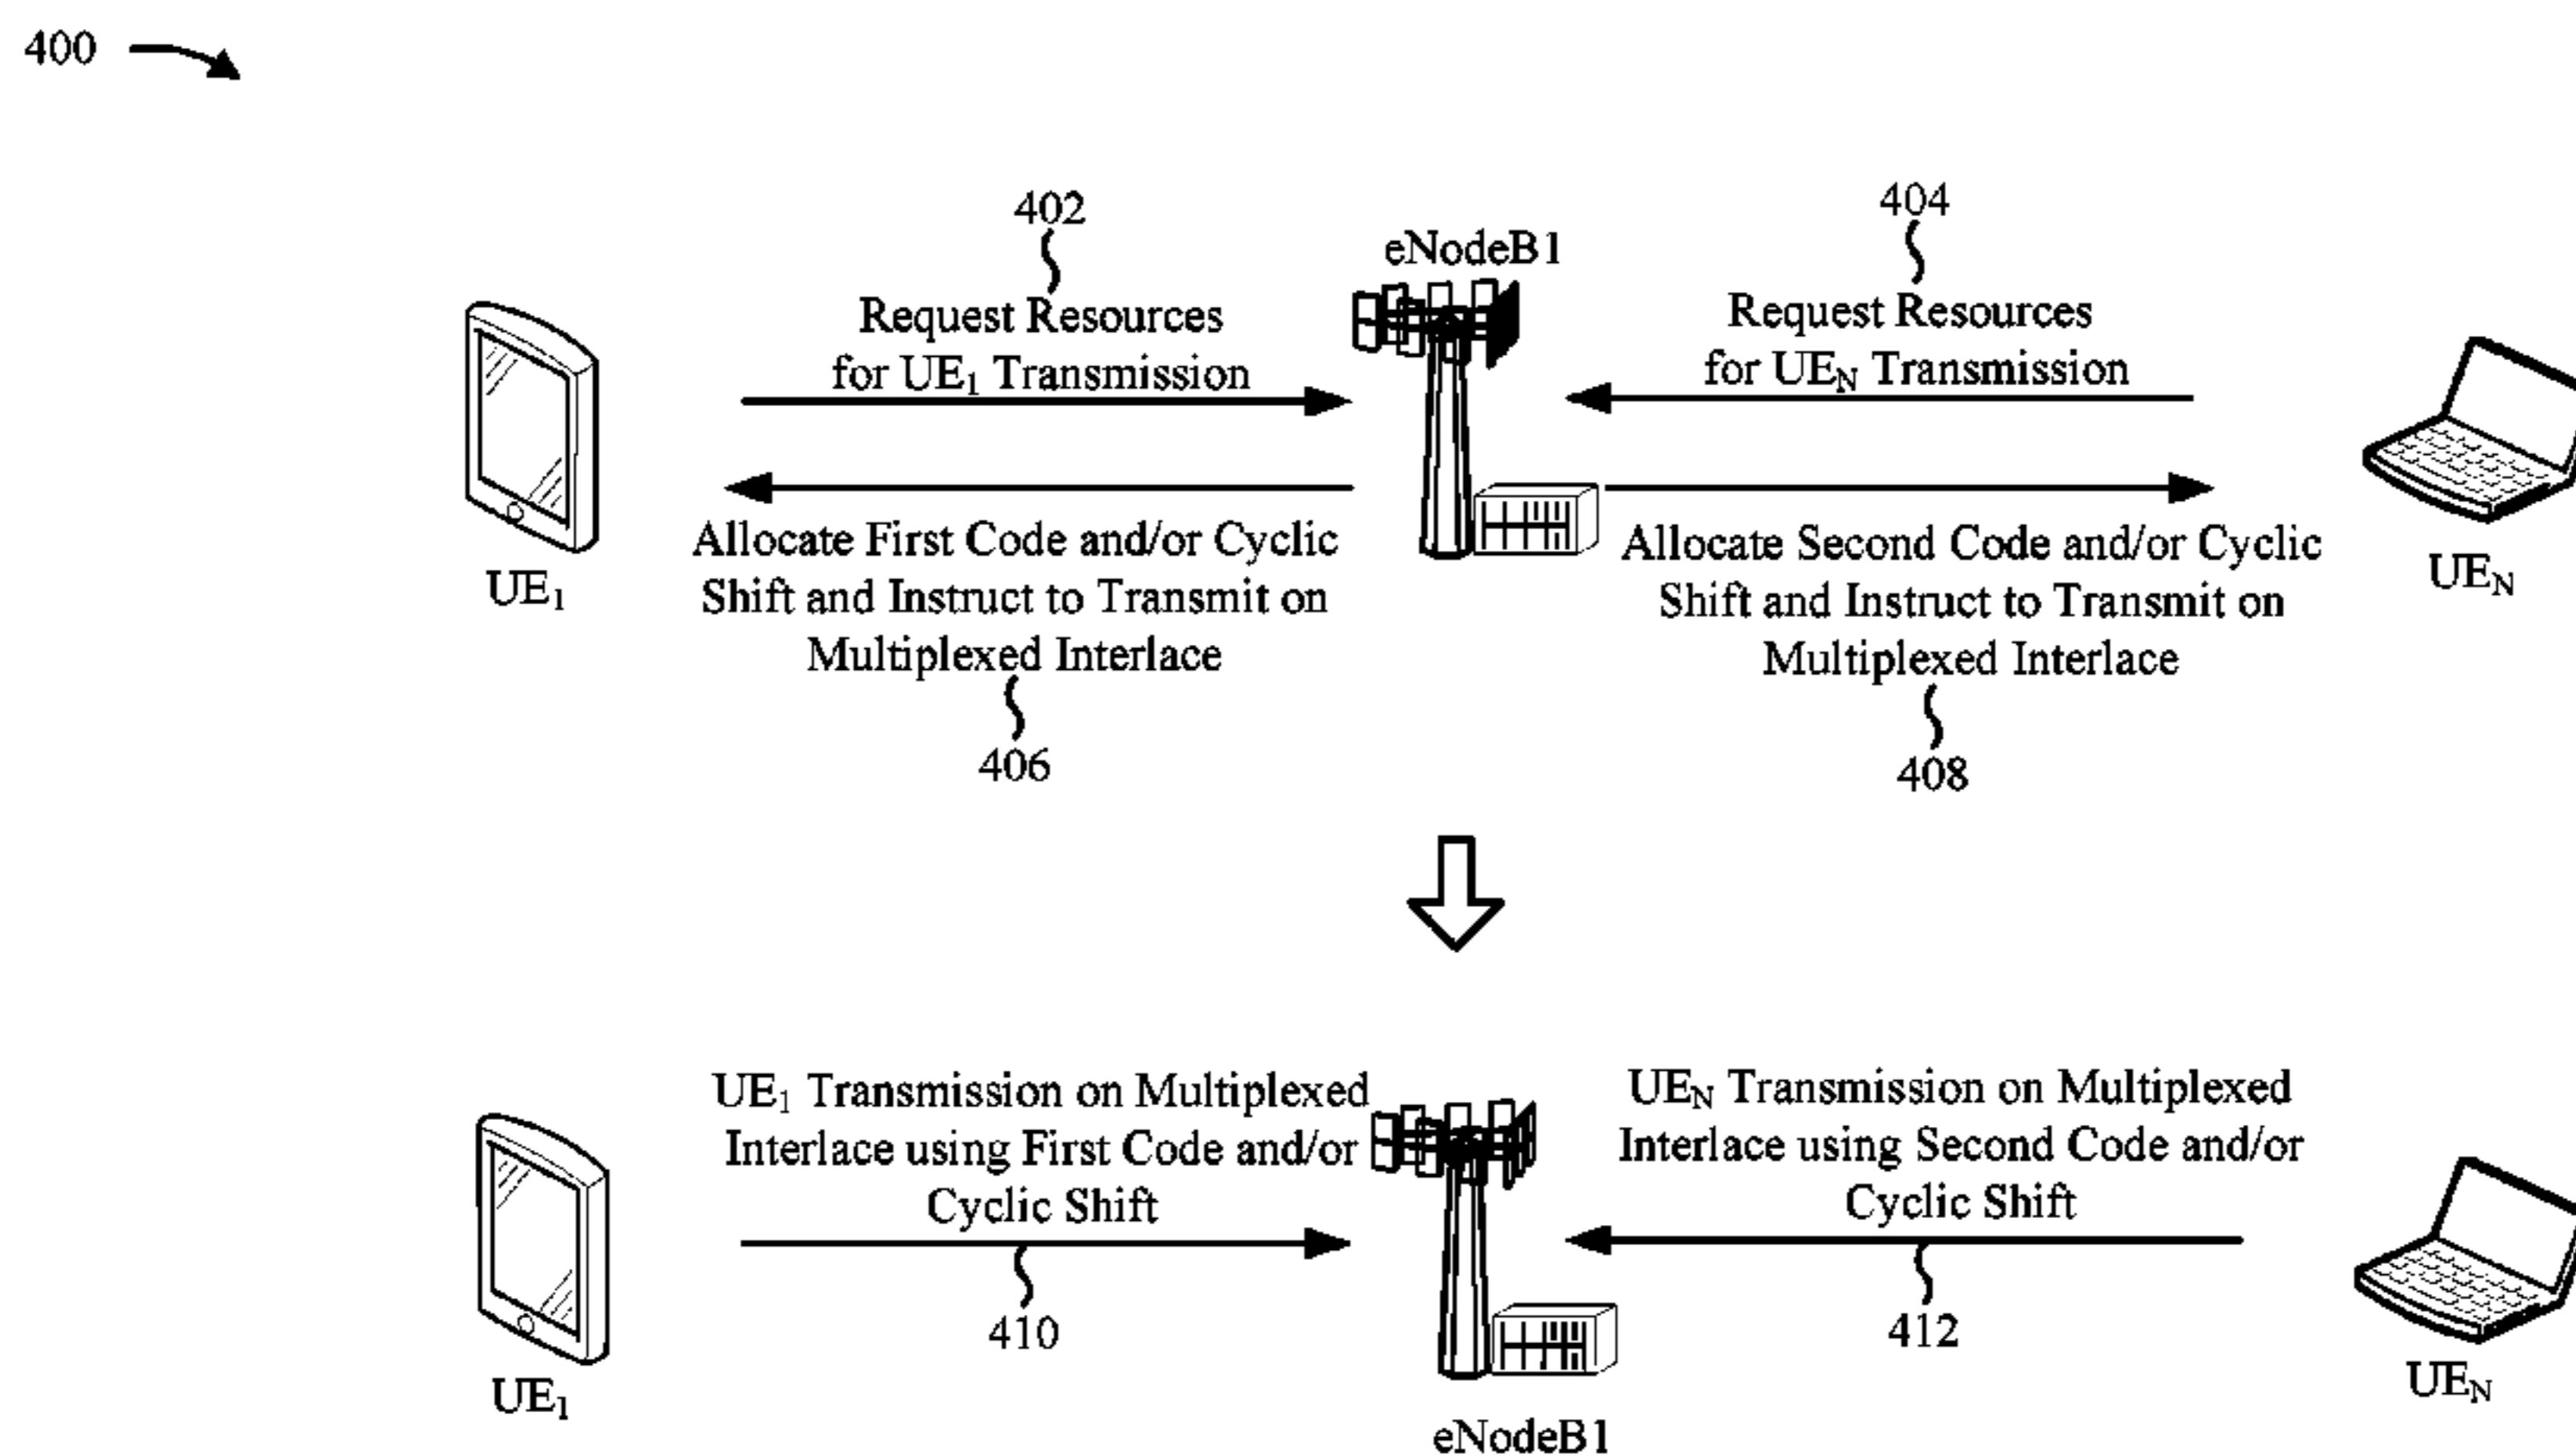 400
402
Request Resources
for UE₁ Transmission
eNodeB1
404
Request Resources
for UEN Transmission
UE₁
Allocate First Code and/or Cyclic
Shift and Instruct to Transmit on
Multiplexed Interlace
406
Allocate Second Code and/or Cyclic
Shift and Instruct to Transmit on
Multiplexed Interlace
408
UEN
UE₁ Transmission on Multiplexed
Interlace using First Code and/or
Cyclic Shift
410
UEN Transmission on Multiplexed
Interlace using Second Code and/or
Cyclic Shift
412
UE₁
eNodeB1
UEN